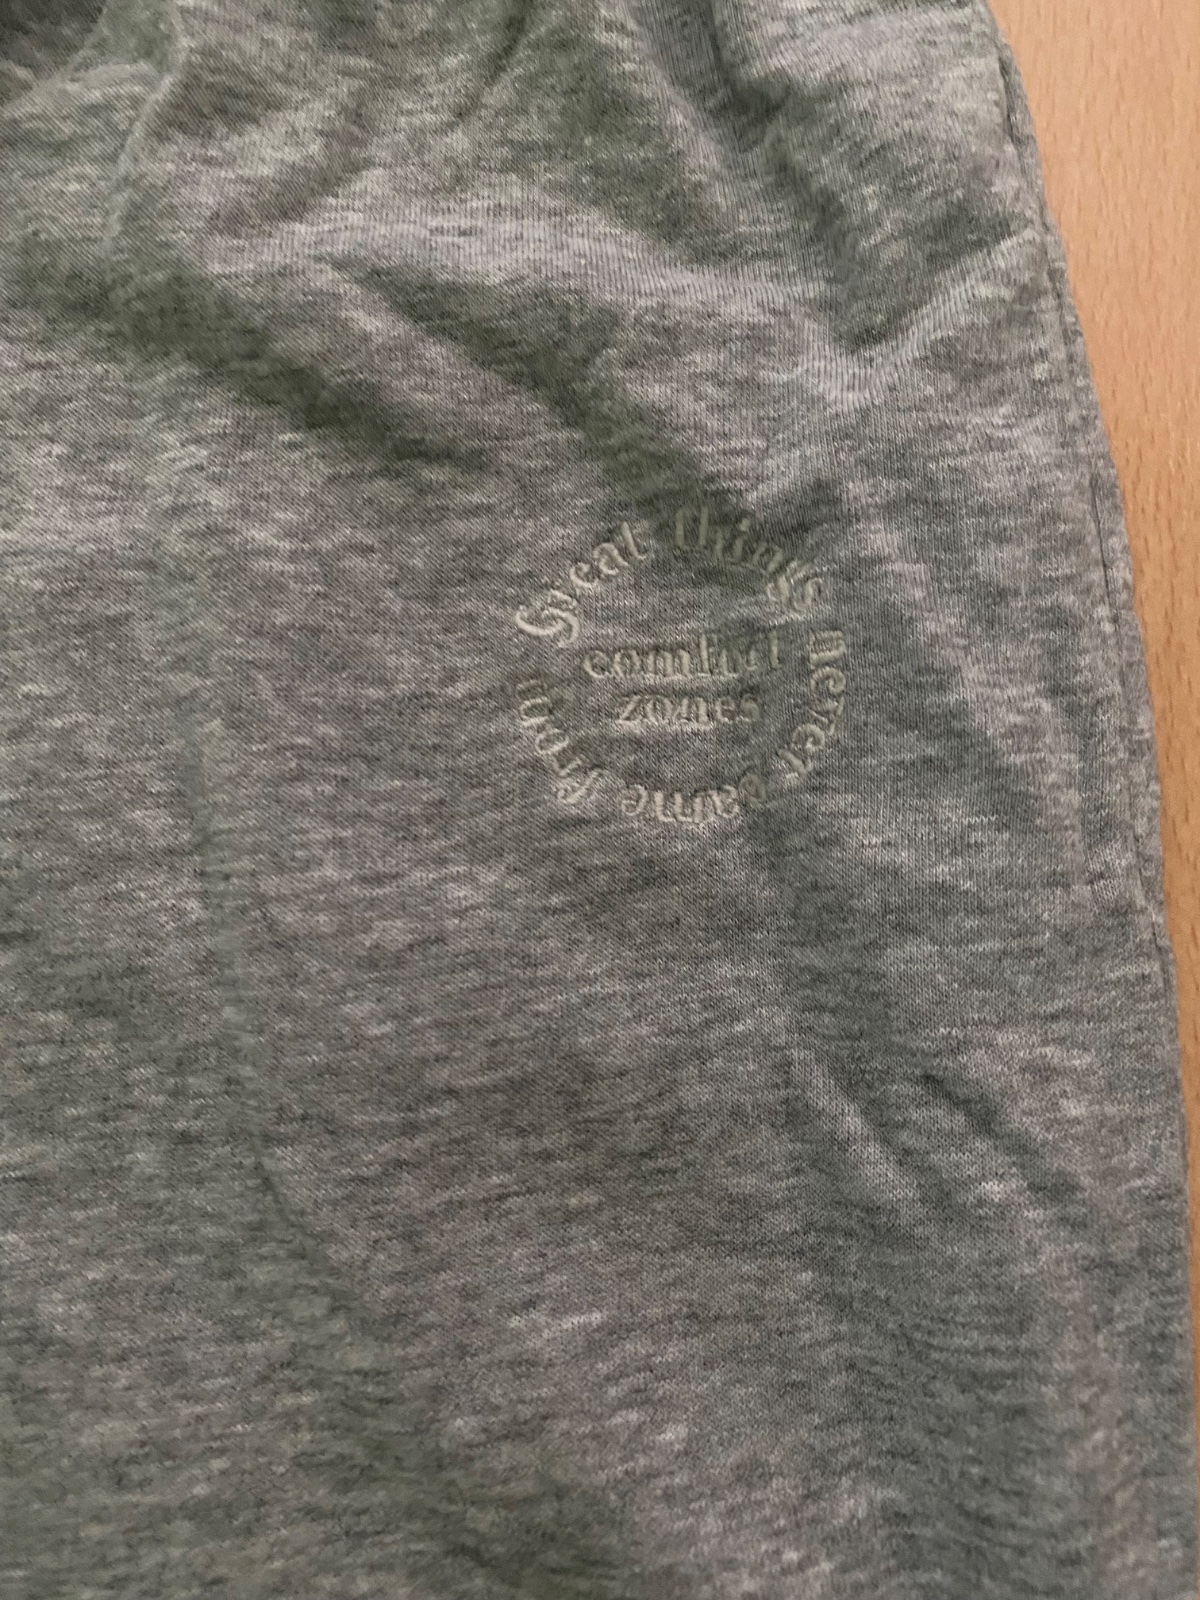 Great things never came from
comfort
zones